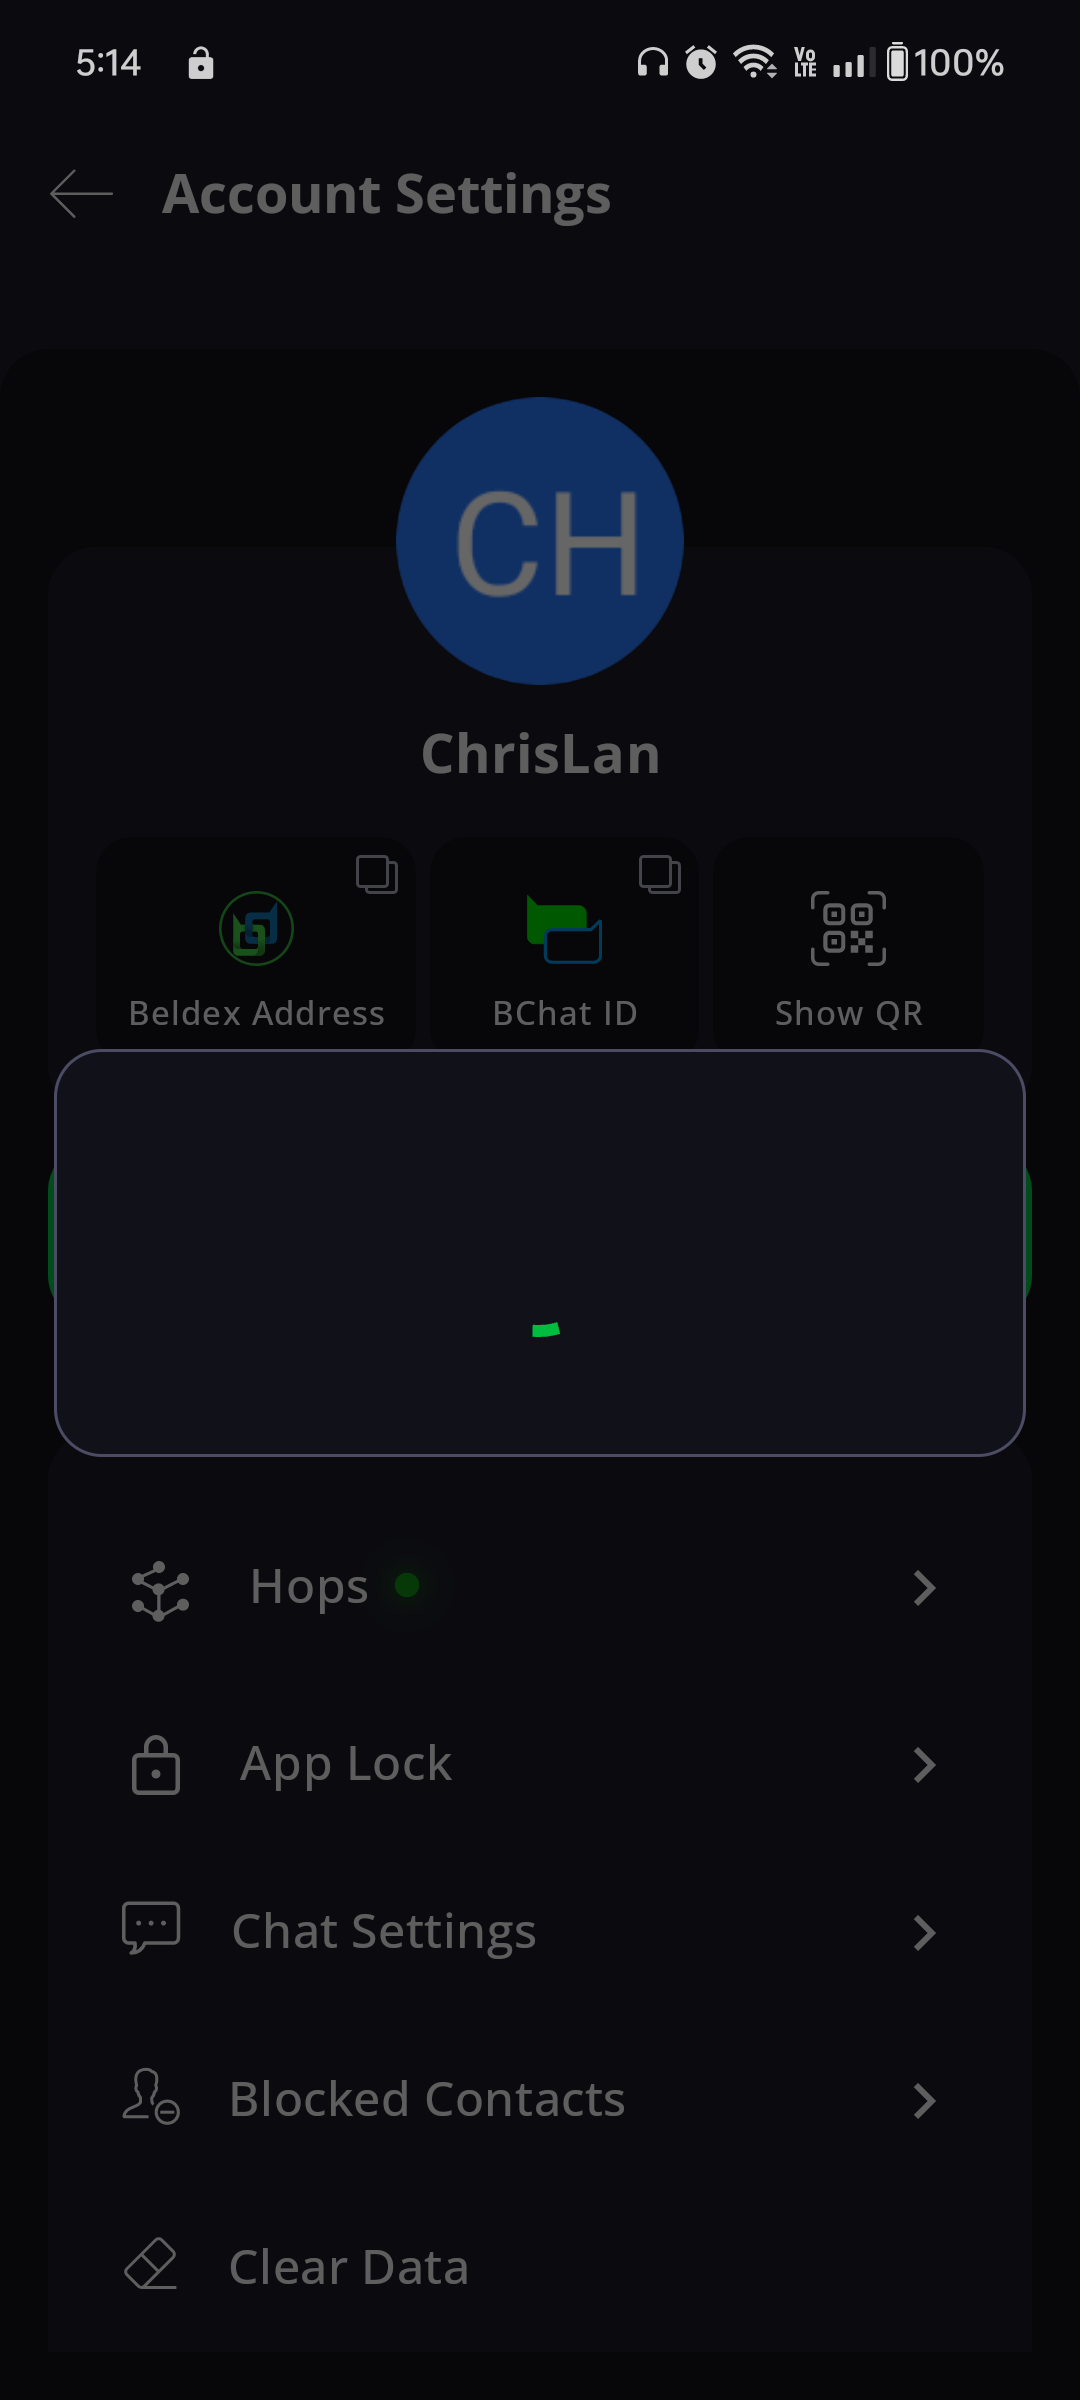 5:14
Vo LTE
100%
Account Settings
CH
ChrisLan
Beldex Address
BChat ID
Show QR
Hops
App Lock
Chat Settings
Blocked Contacts
Clear Data